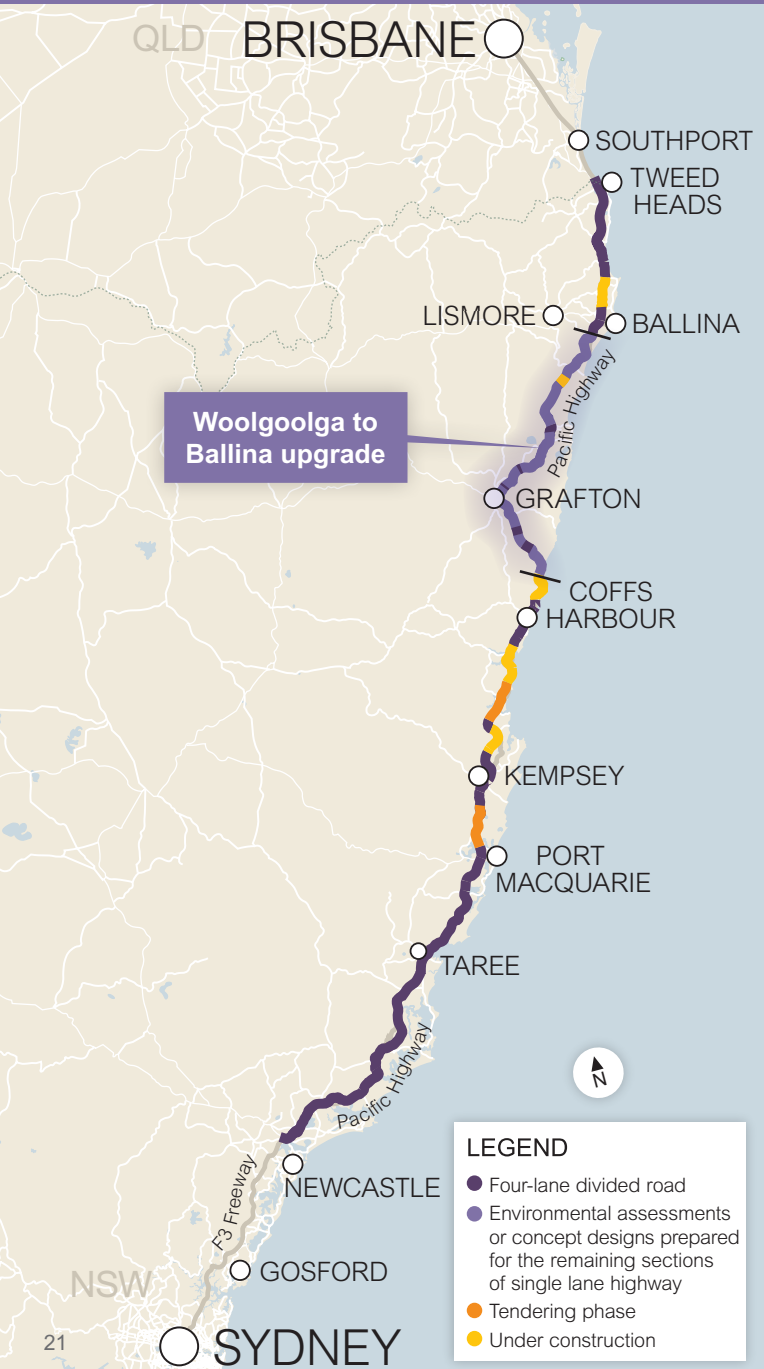 QLD
BRISBANE
SOUTHPORT
TWEED
HEADS
LISMORE
BALLINA
Pacific Highway
Woolgoolga to
Ballina upgrade
GRAFTON
COFFS
HARBOUR
KEMPSEY
PORT
MACQUARIE
TAREE
Pacific Highway
N
NEWCASTLE
F3 Freeway
GOSFORD
NSW
21
SYDNEY
LEGEND
Four-lane divided road
Environmental assessments
or concept designs prepared
for the remaining sections
of single lane highway
Tendering phase
Under construction